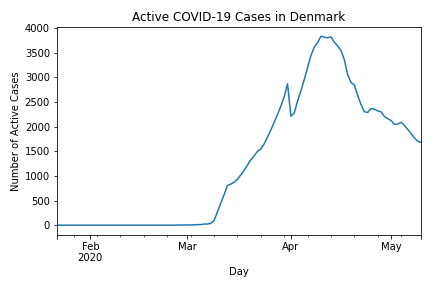 Active COVID-19 Cases in Denmark
Number of Active Cases
4000
3500
3000
2500
2000
1500
1000
500
0
Feb
2020
Mar
Apr
May
Day